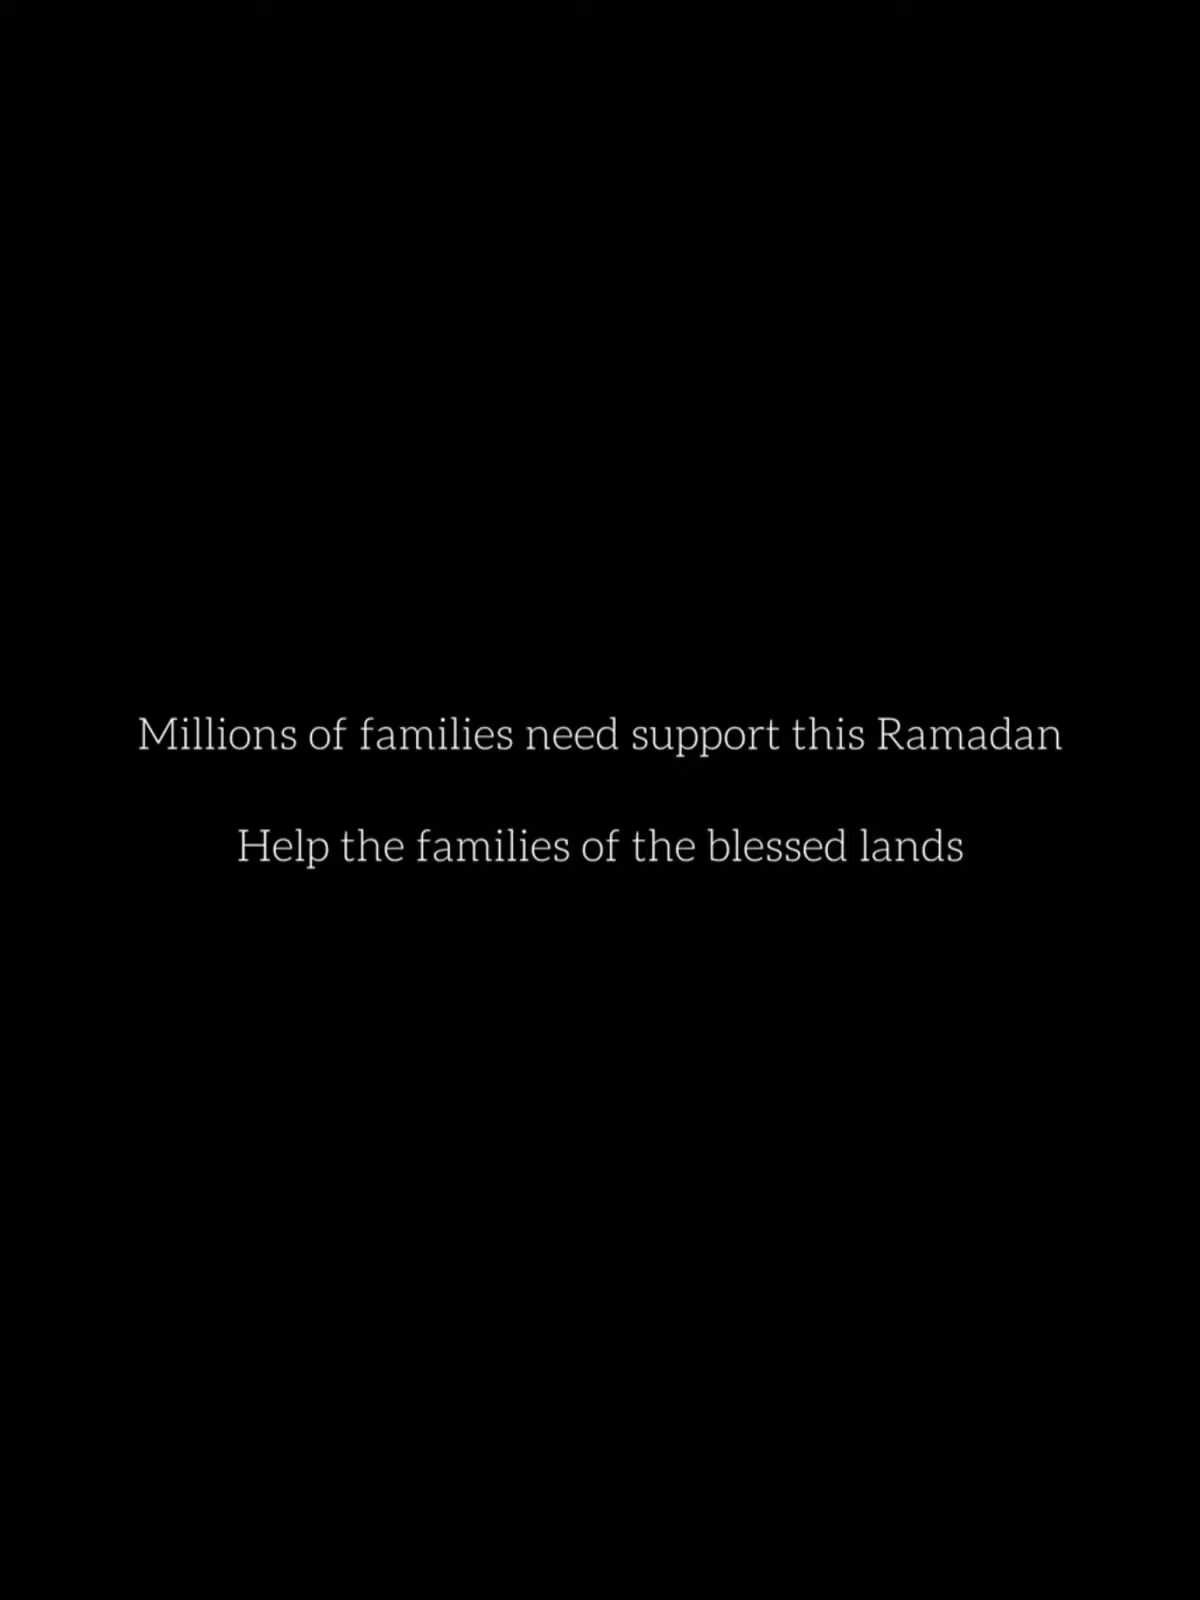 Millions of families need support this Ramadan
Help the families of the blessed lands